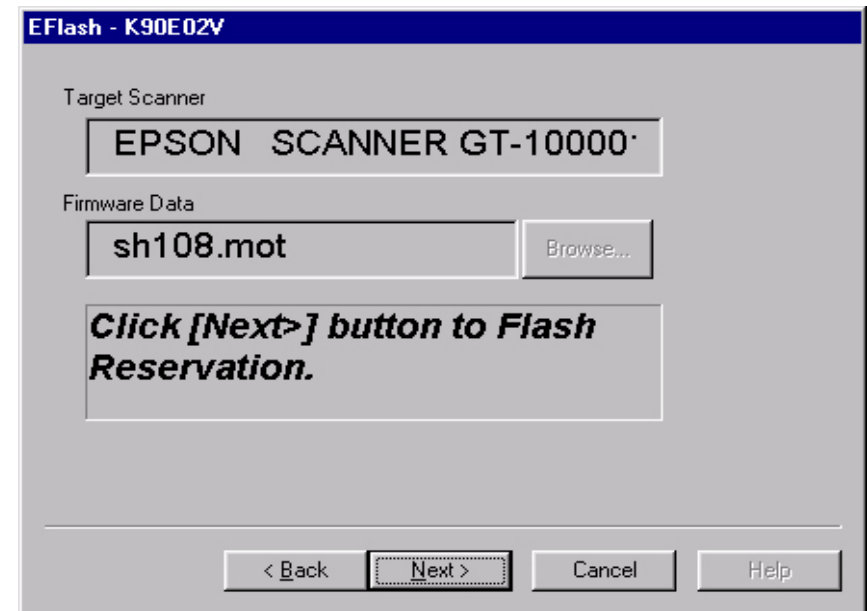 EFlash - K90E02V
Target Scanner
EPSON SCANNER GT-10000
Firmware Data
sh108.mot
Browse...
Click [Next>] button to Flash
Reservation.
< Back
Next >
Cancel
Help